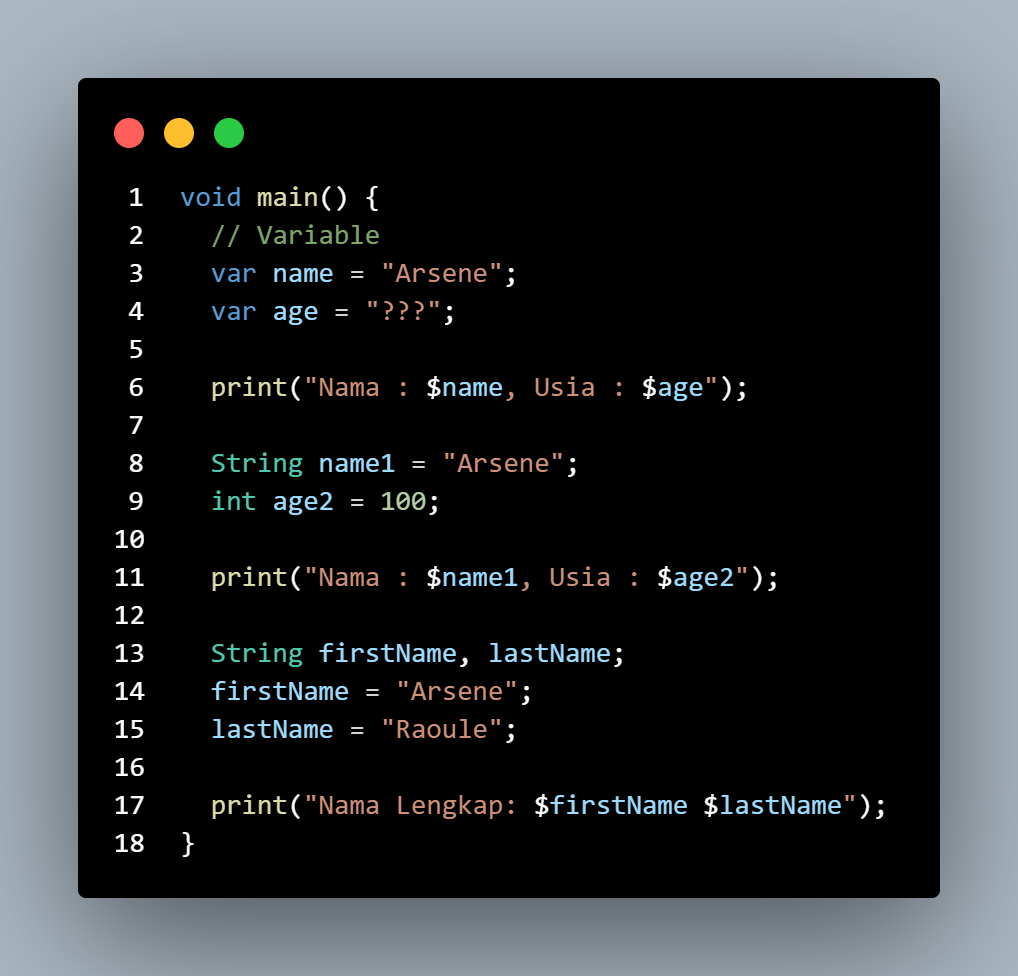 1 void main() {
2   // Variable
3   var name = "Arsene";
4   var age = "???";
5
6   print("Nama : $name, Usia : $age");
7
8   String name1 = "Arsene";
9   int age2 = 100;
10
11   print("Nama : $name1, Usia : $age2");
12
13   String firstName, lastName;
14   firstName = "Arsene";
15   lastName = "Raoule";
16
17   print("Nama Lengkap: $firstName $lastName");
18 }